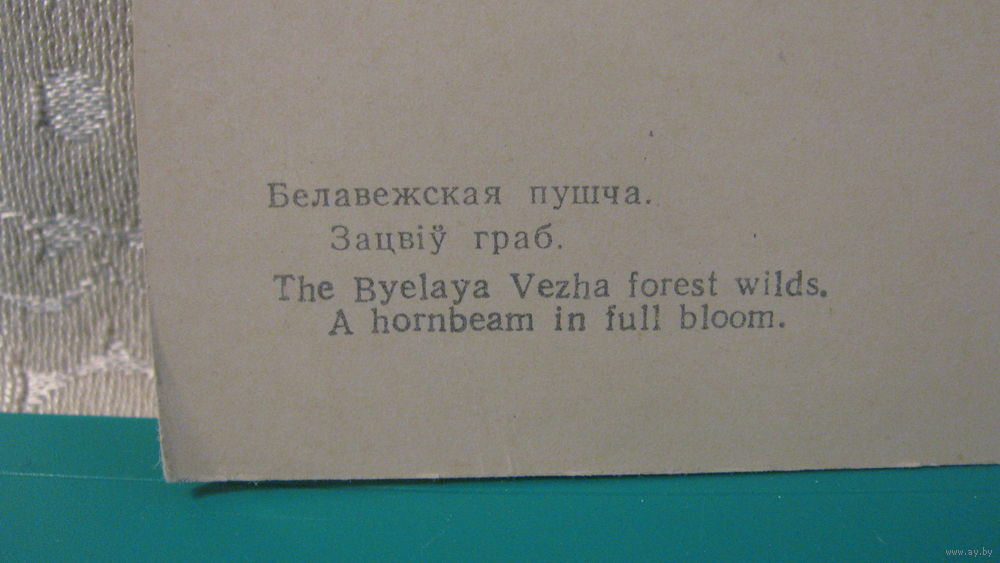 Белавежская пушча.
Зацвіў граб.
The Byelaya Vezha forest wilds.
A hornbeam in full bloom.
www.ay.by